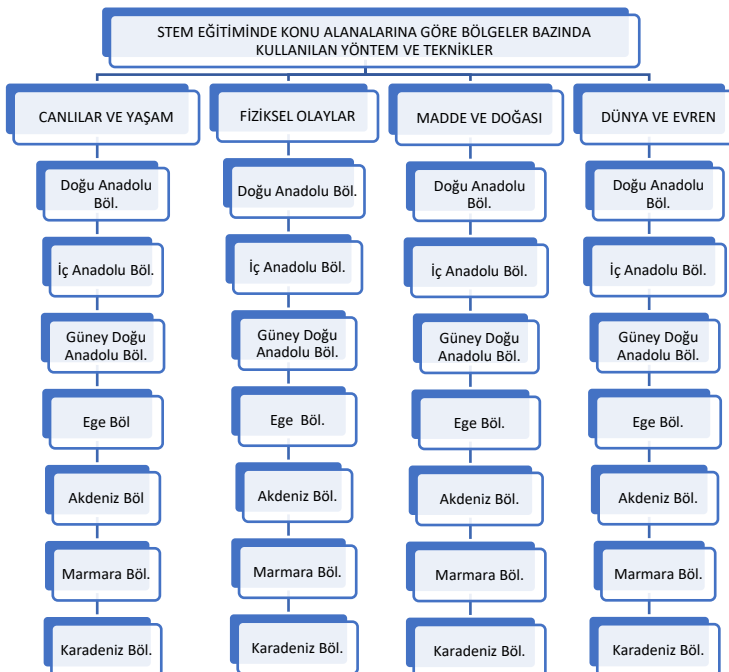 STEM EĞİTİMİNDE KONU ALANALARINA GÖRE BÖLGELER BAZINDA
KULLANILAN YÖNTEM VE TEKNİKLER
CANLILAR VE YAŞAM
Doğu Anadolu
Böl.
İç Anadolu Böl.
Güney Doğu
Anadolu Böl.
Ege Böl
Akdeniz Böl
Marmara Böl.
Karadeniz Böl.
FİZİKSEL OLAYLAR
Doğu Anadolu Böl.
İç Anadolu Böl.
Güney Doğu
Anadolu Böl.
Ege Böl.
Akdeniz Böl.
Marmara Böl.
Karadeniz Böl.
MADDE VE DOĞASI
Doğu Anadolu
Böl.
İç Anadolu Böl.
Güney Doğu
Anadolu Böl.
Ege Böl.
Akdeniz Böl.
Marmara Böl.
Karadeniz Böl.
DÜNYA VE EVREN
Doğu Anadolu
Böl.
İç Anadolu Böl.
Güney Doğu
Anadolu Böl.
Ege Böl.
Akdeniz Böl.
Marmara Böl.
Karadeniz Böl.